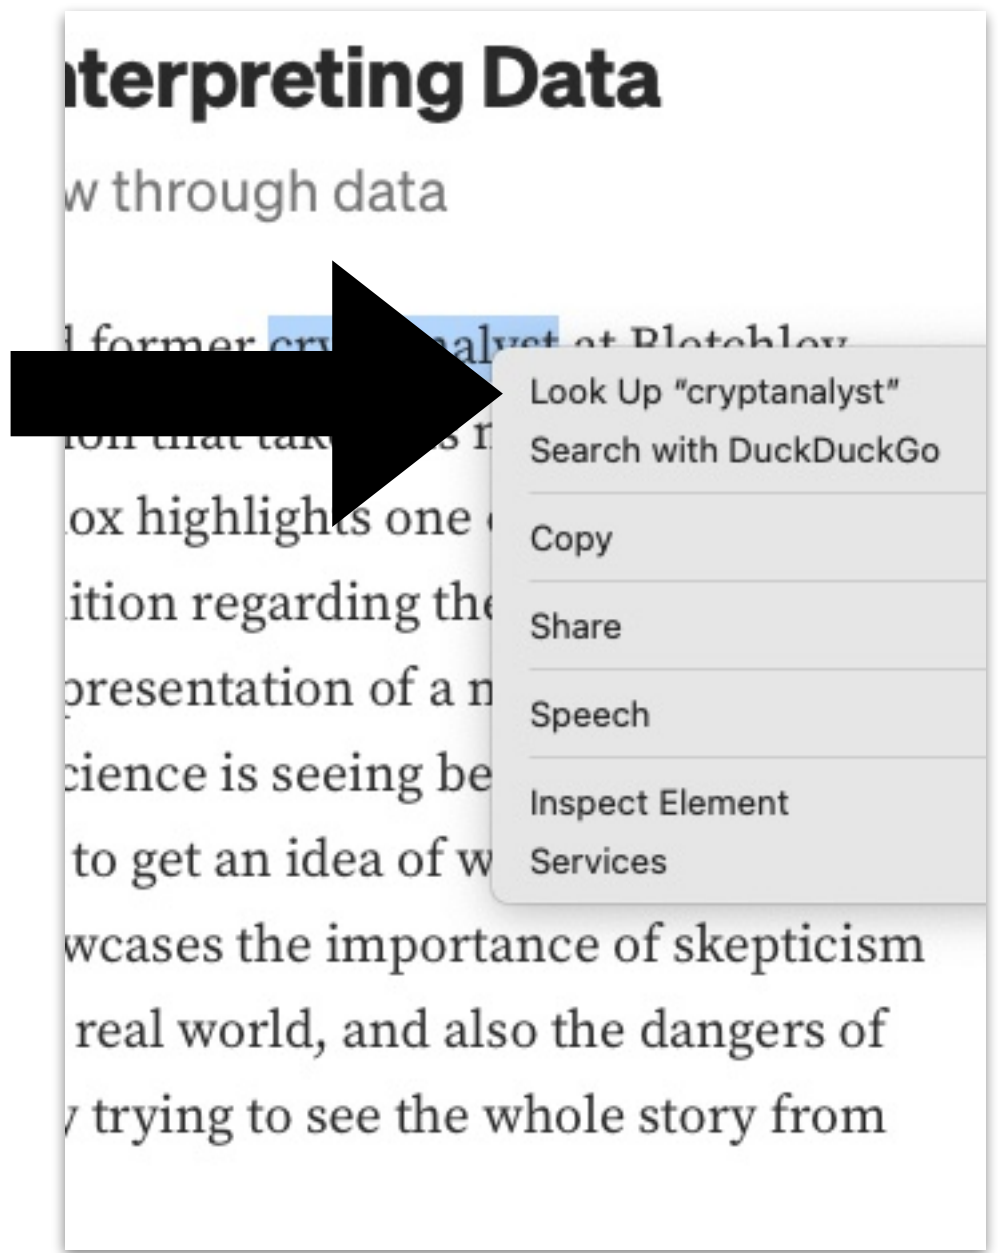 nterpreting Data
w through data
former cryptanalyst at Bletchley
Look Up “cryptanalyst”
Search with DuckDuckGo
Copy
Share
Speech
Inspect Element
Services
ion that
ox highlights one
ition regarding the
presentation of a
cience is seeing be
to get an idea of w
wcases the importance of skepticism
real world, and also the dangers of
y trying to see the whole story from